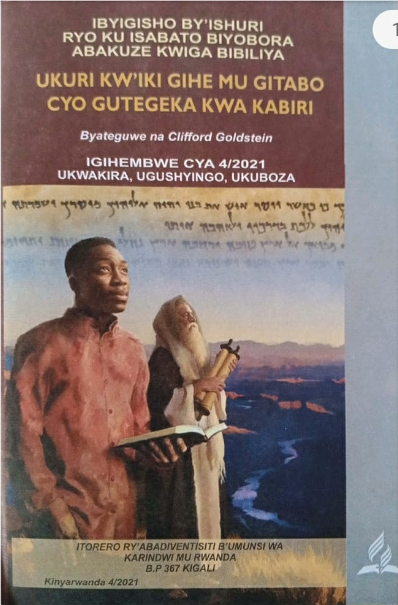 IBYIGISHO BY'ISHURI
RYO KU ISABATO BIYOBORA
ABAKUZE KWIGA BIBILIYA
UKURI KW'IKI GIHE MU GITABO
CYO GUTEGEKA KWA KABIRI
Byateguwe na Clifford Goldstein
IGIHEMBWE CYA 4/2021
UKWAKIRA, UGUSHYINGO, UKUBOZA
ITORERO RY'ABADIVENTISITI B'UMUNSI WA
KARINDWI MU RWANDA
B.P 367 KIGALI
Kinyarwanda 4/2021
1